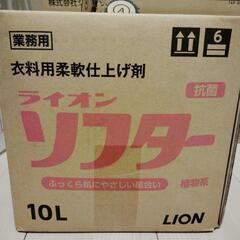 業務用
6
衣料用柔軟仕上げ剤
抗菌
ライオン
ソフター
ふっくら肌にやさしい風合い
植物系
10L
LION